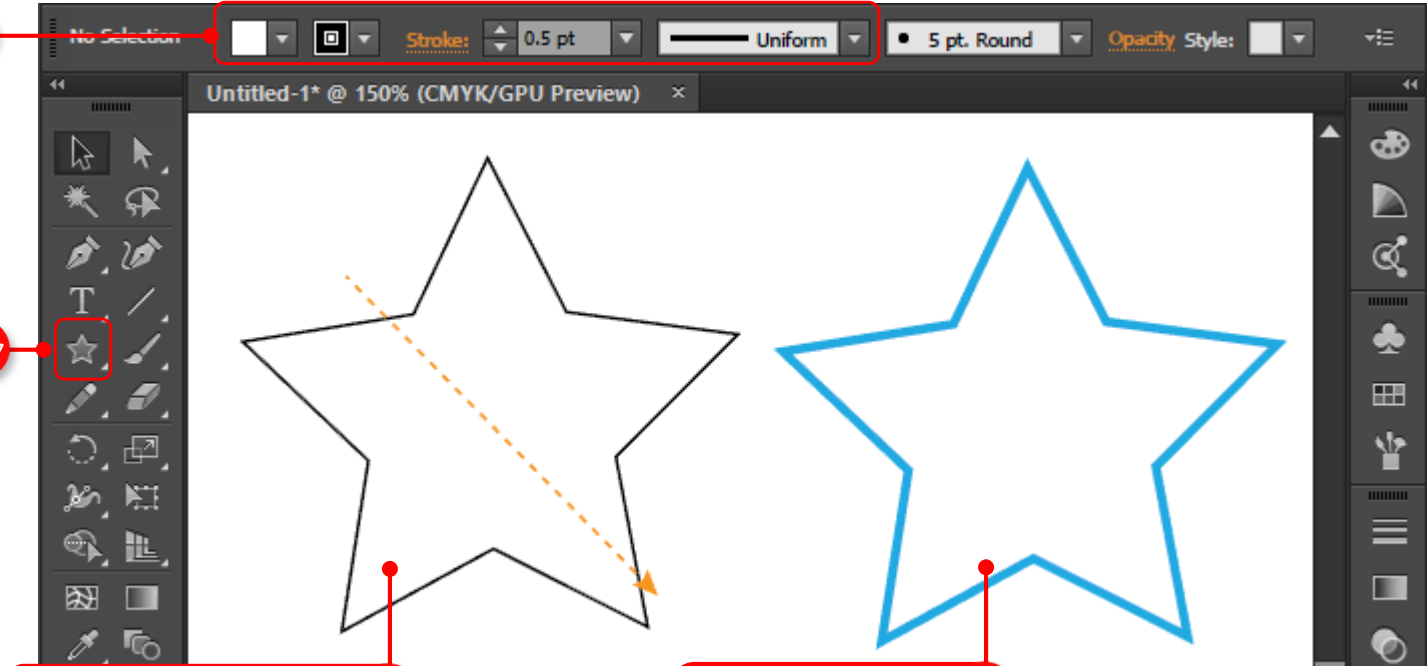 No Selection Stroke: 0.5 pt Uniform 5 pt. Round Opacity Style:
Untitled-1* @ 150% (CMYK/GPU Preview) ×